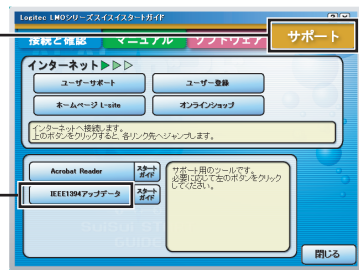 Logitec LMOシリーズスイスイスタートガイド
接続と確認
マニュアル
ソフトウェア
サポート
インターネット▶▷▷
ユーザーサポート
ユーザー登録
ホームページ L-site
オンラインショップ
インターネットへ接続します。
上のボタンをクリックすると、各リンク先へジャンプします。
Acrobat Reader
スタート
ガイド
IEEE1394アップデータ
スタート
ガイド
サポート用のツールです。
必要に応じて左のボタンをクリック
してください。
閉じる